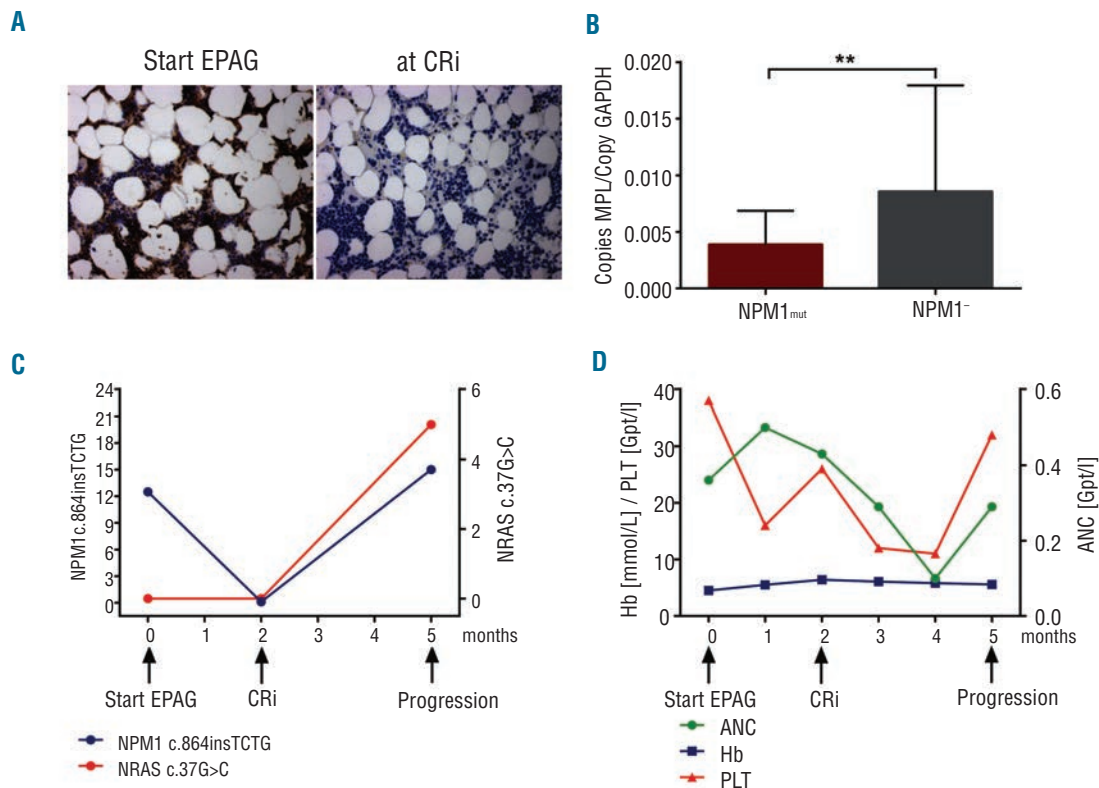 A
Start EPAG
at CRi
B
**
Copies MPL/Copy GAPDH
0.020
0.015
0.010
0.005
0.000
NPM1mut
NPM1⁻
C
NPM1 c.864insTCTG
24
21
18
15
12
9
6
3
0
6
4
2
0
NRAS c.37G>C
0 1 2 3 4 5 months
Start EPAG
CRi
Progression
NPM1 c.864insTCTG
NRAS c.37G>C
D
Hb [mmol/L] / PLT [Gpt/l]
40
30
20
10
0
0.6
0.4
0.2
0.0
ANC [Gpt/l]
0 1 2 3 4 5 months
Start EPAG
CRi
Progression
ANC
Hb
PLT